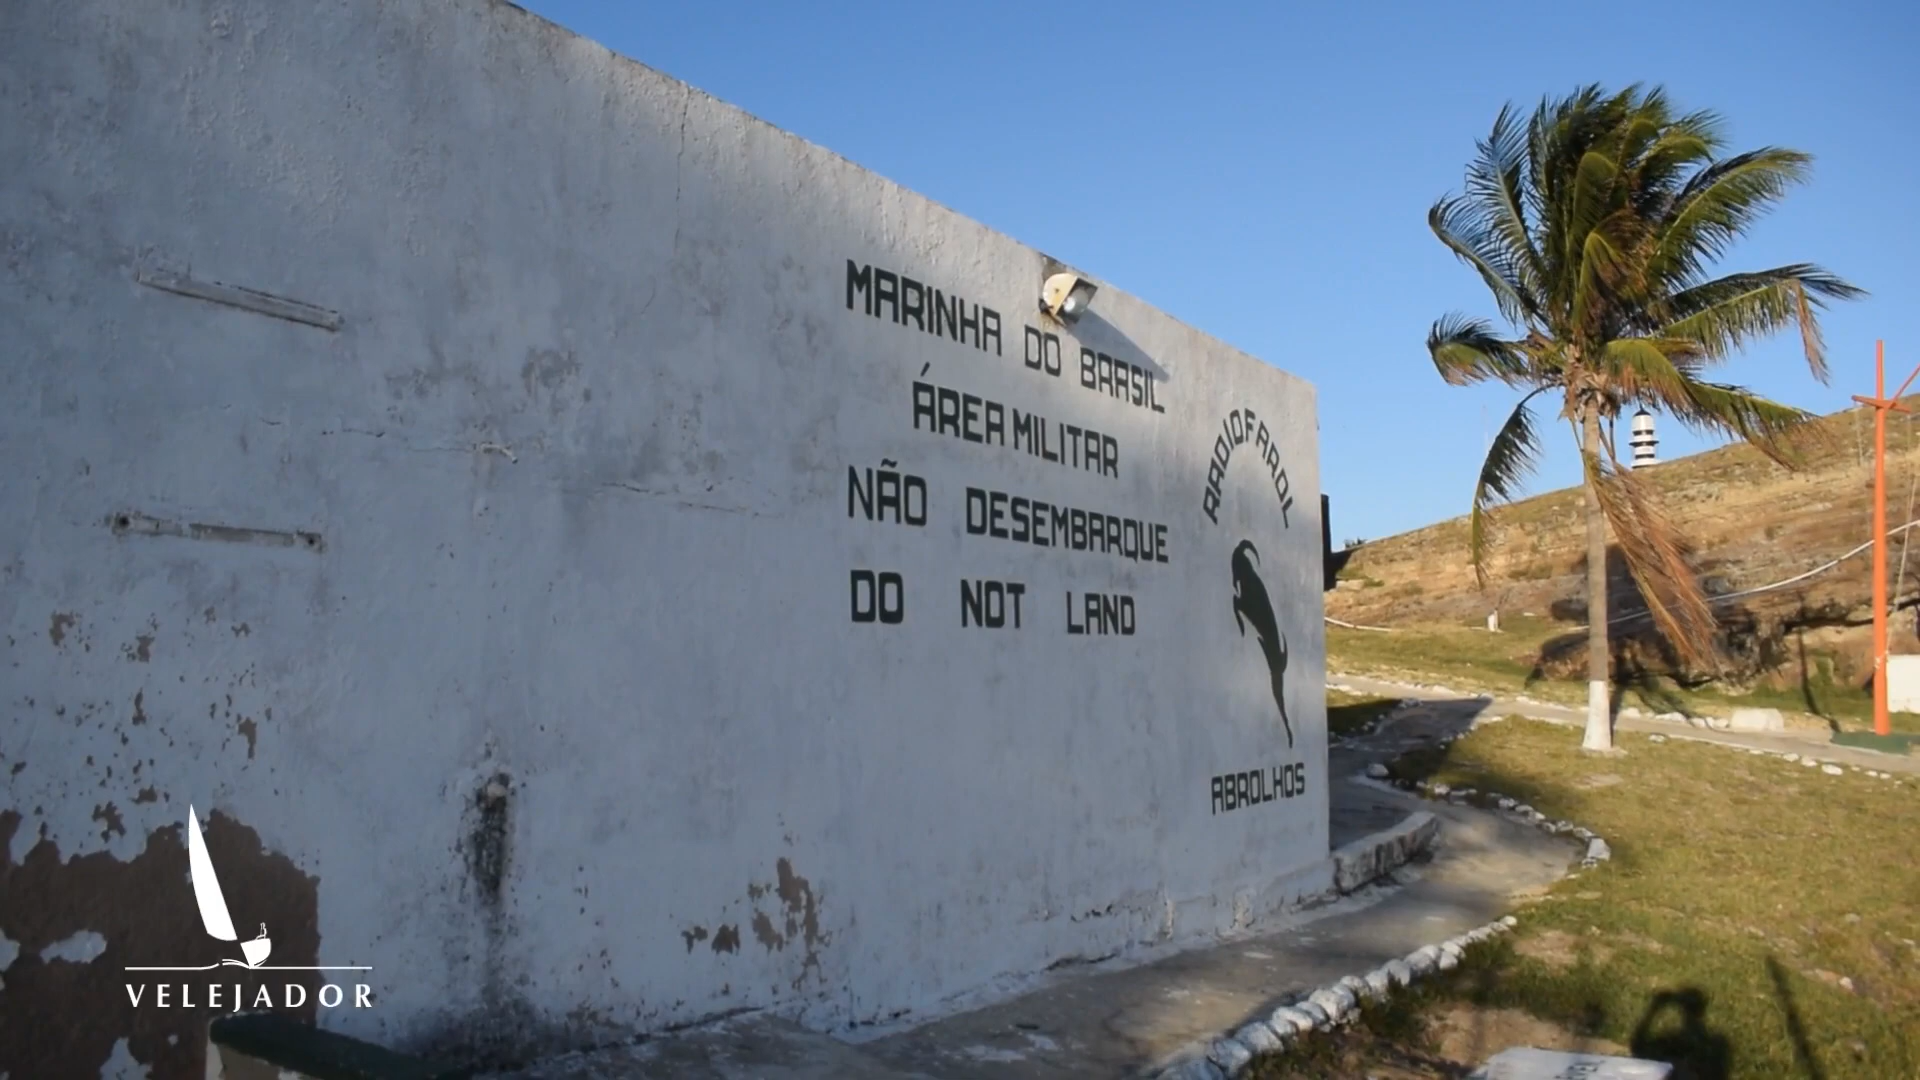 MARINHA DO BRASIL
ÁREA MILITAR
NÃO DESEMBARQUE
DO NOT LAND
RADIOFAROL
ABROLHOS
VELEJADOR